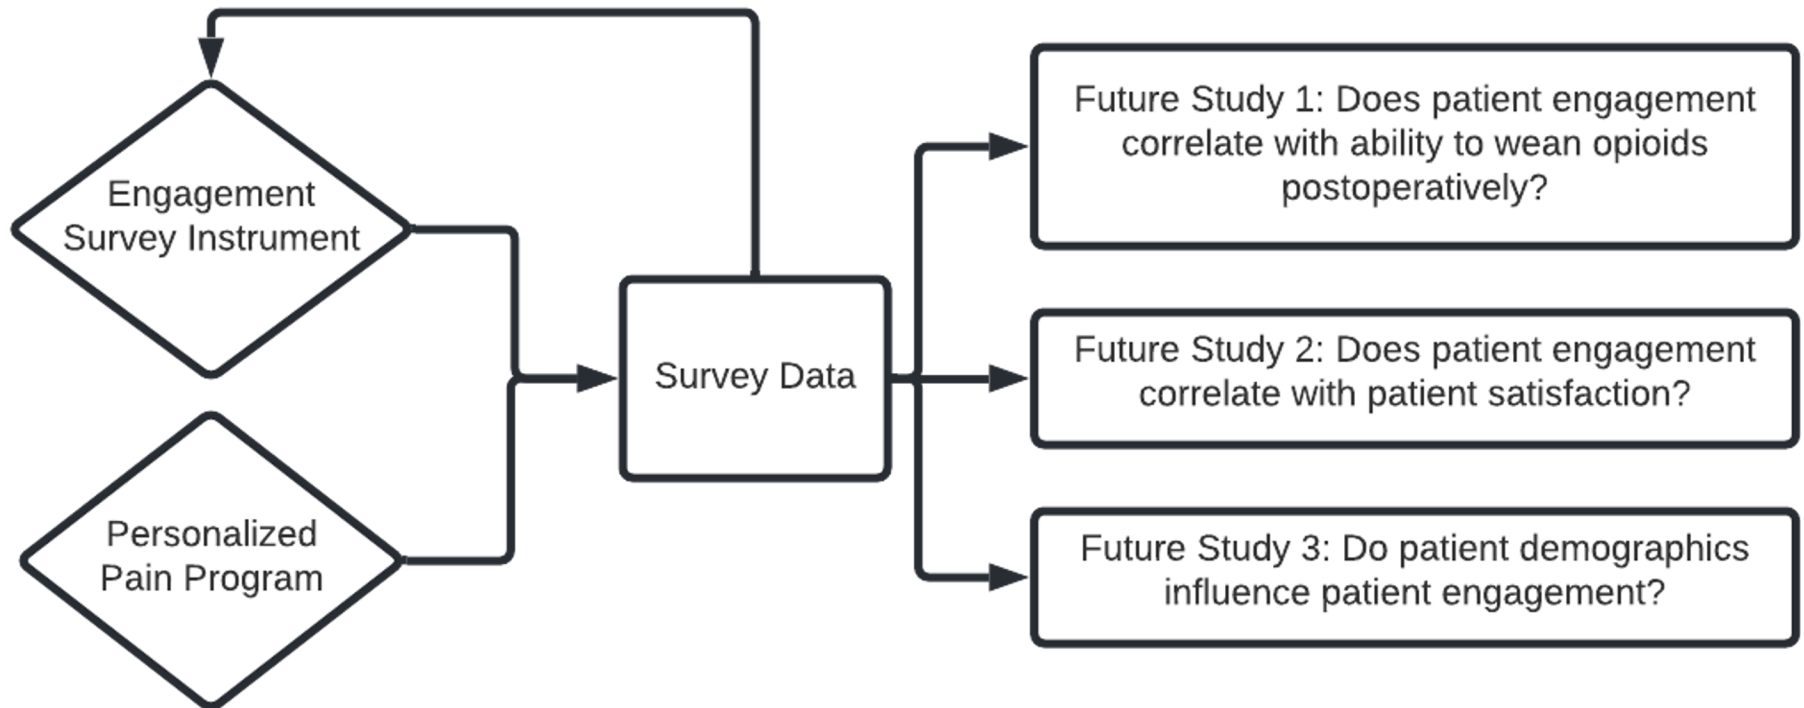 Engagement
Survey Instrument
Personalized
Pain Program
Survey Data
Future Study 1: Does patient engagement
correlate with ability to wean opioids
postoperatively?
Future Study 2: Does patient engagement
correlate with patient satisfaction?
Future Study 3: Do patient demographics
influence patient engagement?